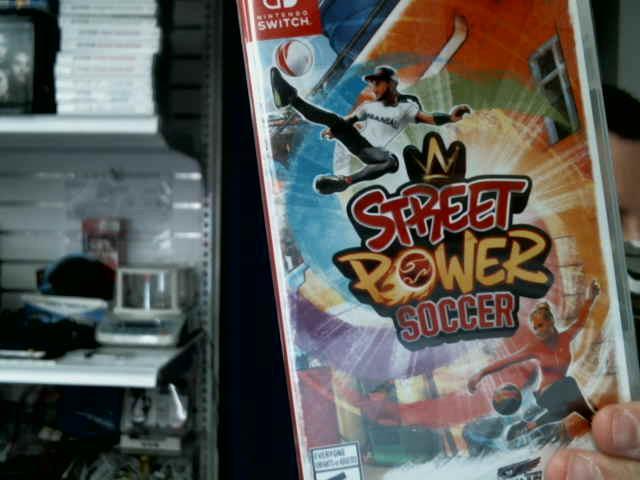 NINTENDO
SWITCH
STREET
POWER
SOCCER
EVERYONE